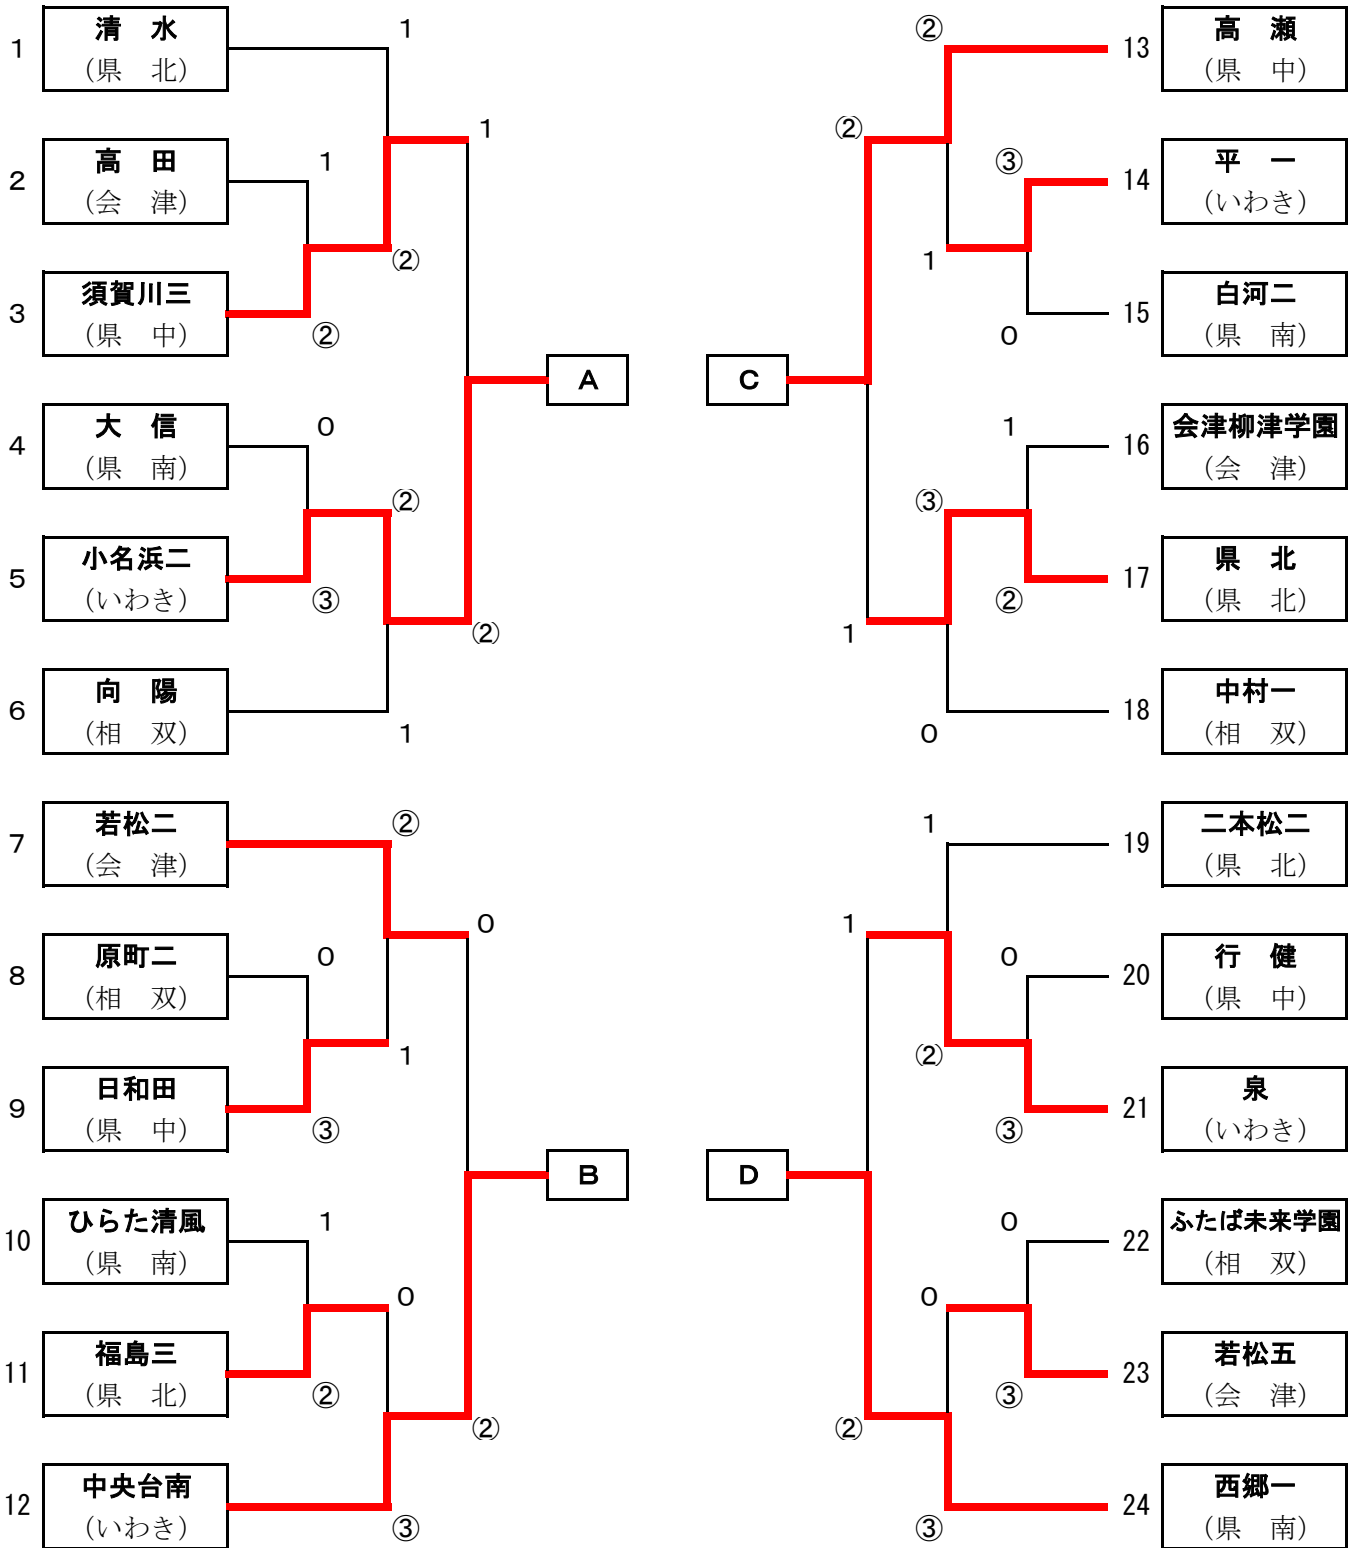 1
清　水
（県　北）
1
2
高　田
（会　津）
1
1
3
須賀川三
（県　中）
②
②
A
4
大　信
（県　南）
0
②
5
小名浜二
（いわき）
③
②
6
向　陽
（相　双）
1
7
若松二
（会　津）
②
0
8
原町二
（相　双）
0
9
日和田
（県　中）
1
③
B
10
ひらた清風
（県　南）
1
0
11
福島三
（県　北）
②
②
12
中央台南
（いわき）
③
②
13
高　瀬
（県　中）
②
③
14
平　一
（いわき）
1
0
15
白河二
（県　南）
C
1
16
会津柳津学園
（会　津）
③
②
17
県　北
（県　北）
1
0
18
中村一
（相　双）
1
19
二本松二
（県　北）
1
0
20
行　健
（県　中）
②
③
21
泉
（いわき）
D
0
22
ふたば未来学園
（相　双）
0
③
23
若松五
（会　津）
②
③
24
西郷一
（県　南）